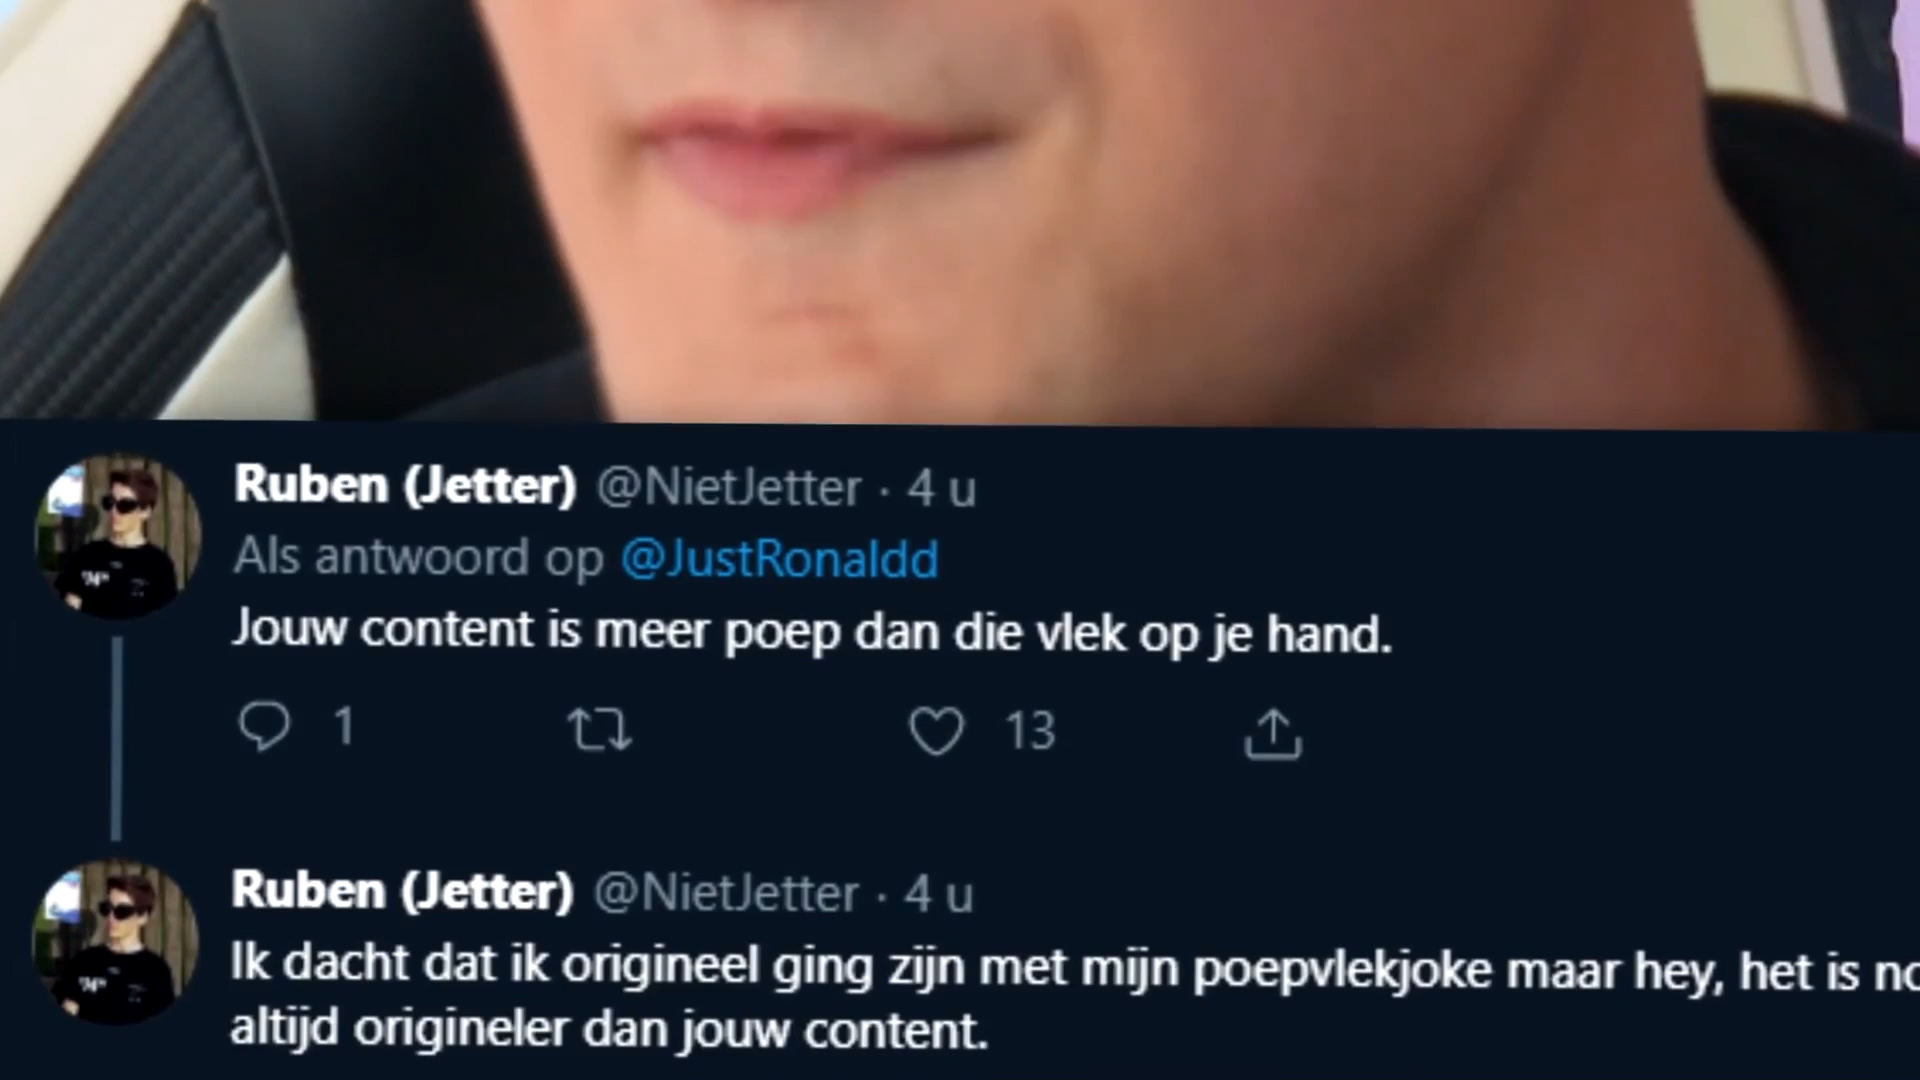 Ruben (Jetter) @NietJetter · 4 u
Als antwoord op @JustRonaldd
Jouw content is meer poep dan die vlek op je hand.
1 13
Ruben (Jetter) @NietJetter · 4 u
Ik dacht dat ik origineel ging zijn met mijn poepvlekjoke maar hey, het is
altijd origineler dan jouw content.